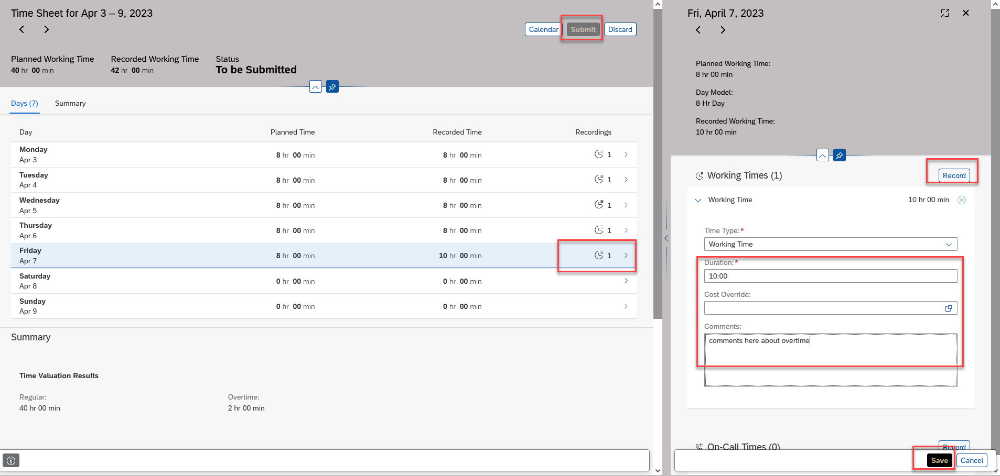 Time Sheet for Apr 3 – 9, 2023
Calendar
Submit
Discard
Planned Working Time
40 hr 00 min
Recorded Working Time
42 hr 00 min
Status
To be Submitted
Days (7)
Summary
Day Planned Time Recorded Time Recordings
Monday
Apr 3
8 hr 00 min 8 hr 00 min 1
Tuesday
Apr 4
8 hr 00 min 8 hr 00 min 1
Wednesday
Apr 5
8 hr 00 min 8 hr 00 min 1
Thursday
Apr 6
8 hr 00 min 8 hr 00 min 1
Friday
Apr 7
8 hr 00 min 10 hr 00 min 1
Saturday
Apr 8
0 hr 00 min 0 hr 00 min
Sunday
Apr 9
0 hr 00 min 0 hr 00 min
Summary
Time Valuation Results
Regular:
40 hr 00 min
Overtime:
2 hr 00 min
Fri, April 7, 2023
Planned Working Time:
8 hr 00 min
Day Model:
8-Hr Day
Recorded Working Time:
10 hr 00 min
Working Times (1)
Record
Working Time 10 hr 00 min
Time Type:*
Working Time
Duration:*
10:00
Cost Override:
Comments:
comments here about overtime
On-Call Times (0)
Record
Save
Cancel